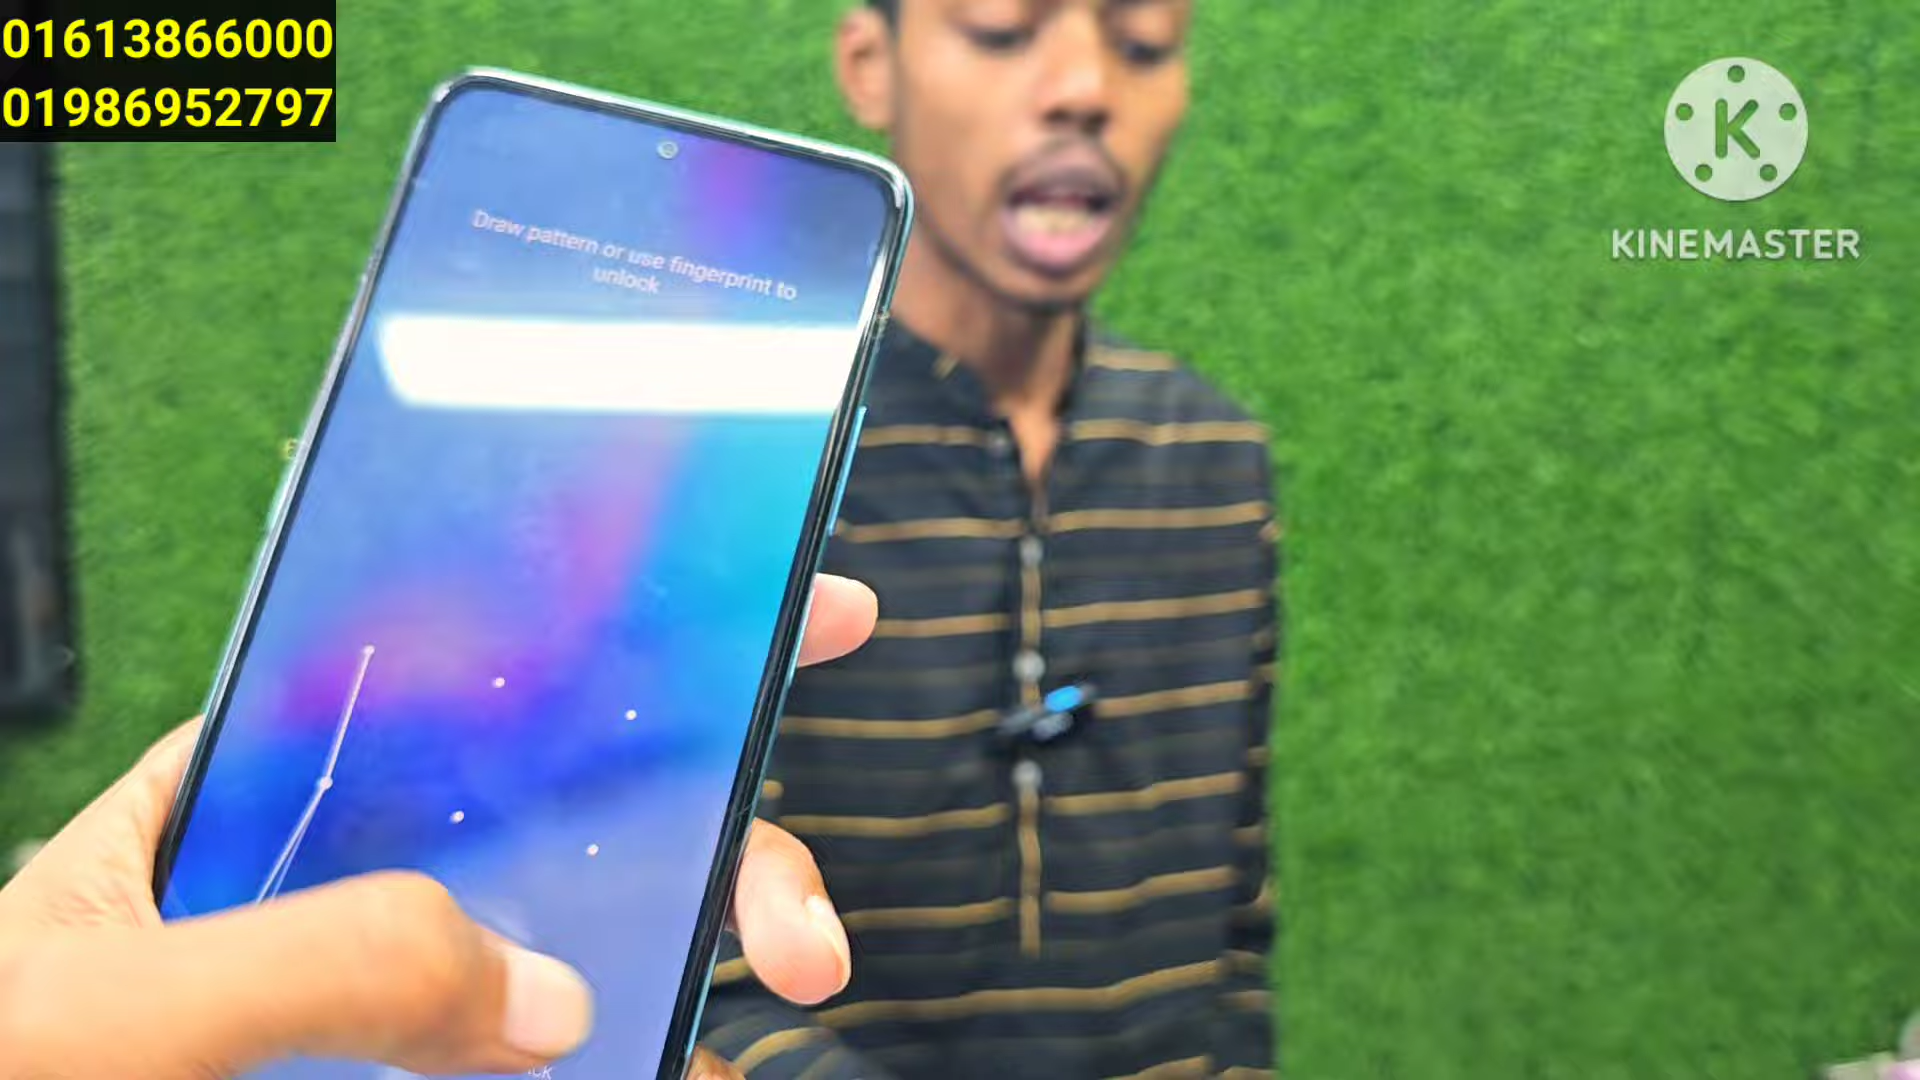 01613866000
01986952797
K
KINEMASTER
Draw pattern or use fingerprint to
unlock